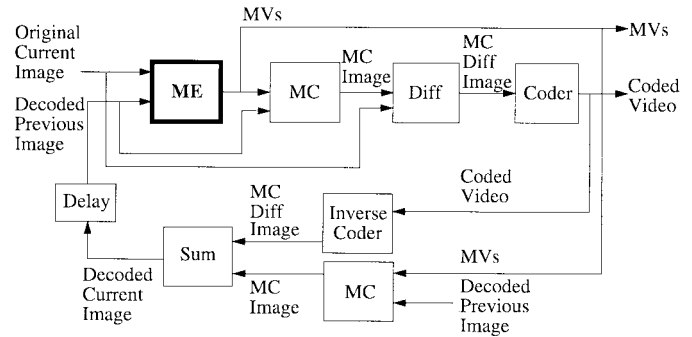 MVs
MVs
Original
Current
Image
MC
Image
MC
Diff
Image
ME
MC
Diff
Coder
Coded
Video
Decoded
Previous
Image
Coded
Video
Delay
MC
Diff
Image
Inverse
Coder
Sum
MVs
Decoded
Current
Image
MC
Image
MC
Decoded
Previous
Image